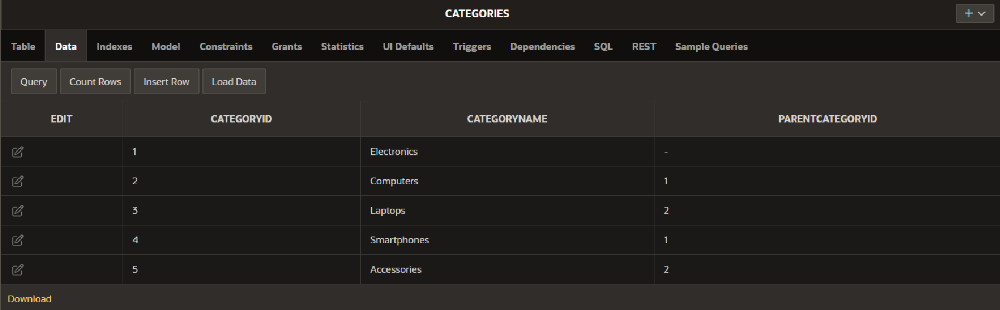 CATEGORIES
Table Data Indexes Model Constraints Grants Statistics UI Defaults Triggers Dependencies SQL REST Sample Queries
Query Count Rows Insert Row Load Data
EDIT CATEGORYID CATEGORYNAME PARENTCATEGORYID
1 Electronics -
2 Computers 1
3 Laptops 2
4 Smartphones 1
5 Accessories 2
Download